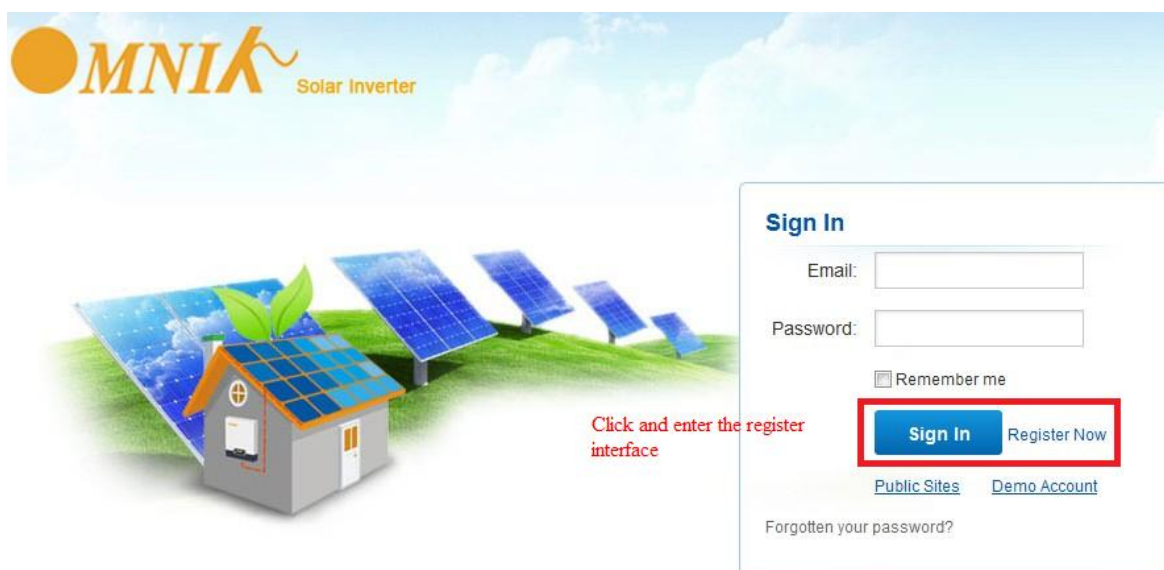 OMNIK Solar Inverter
Sign In
Email:
Password:
Remember me
Click and enter the register
interface
Sign In Register Now
Public Sites Demo Account
Forgotten your password?